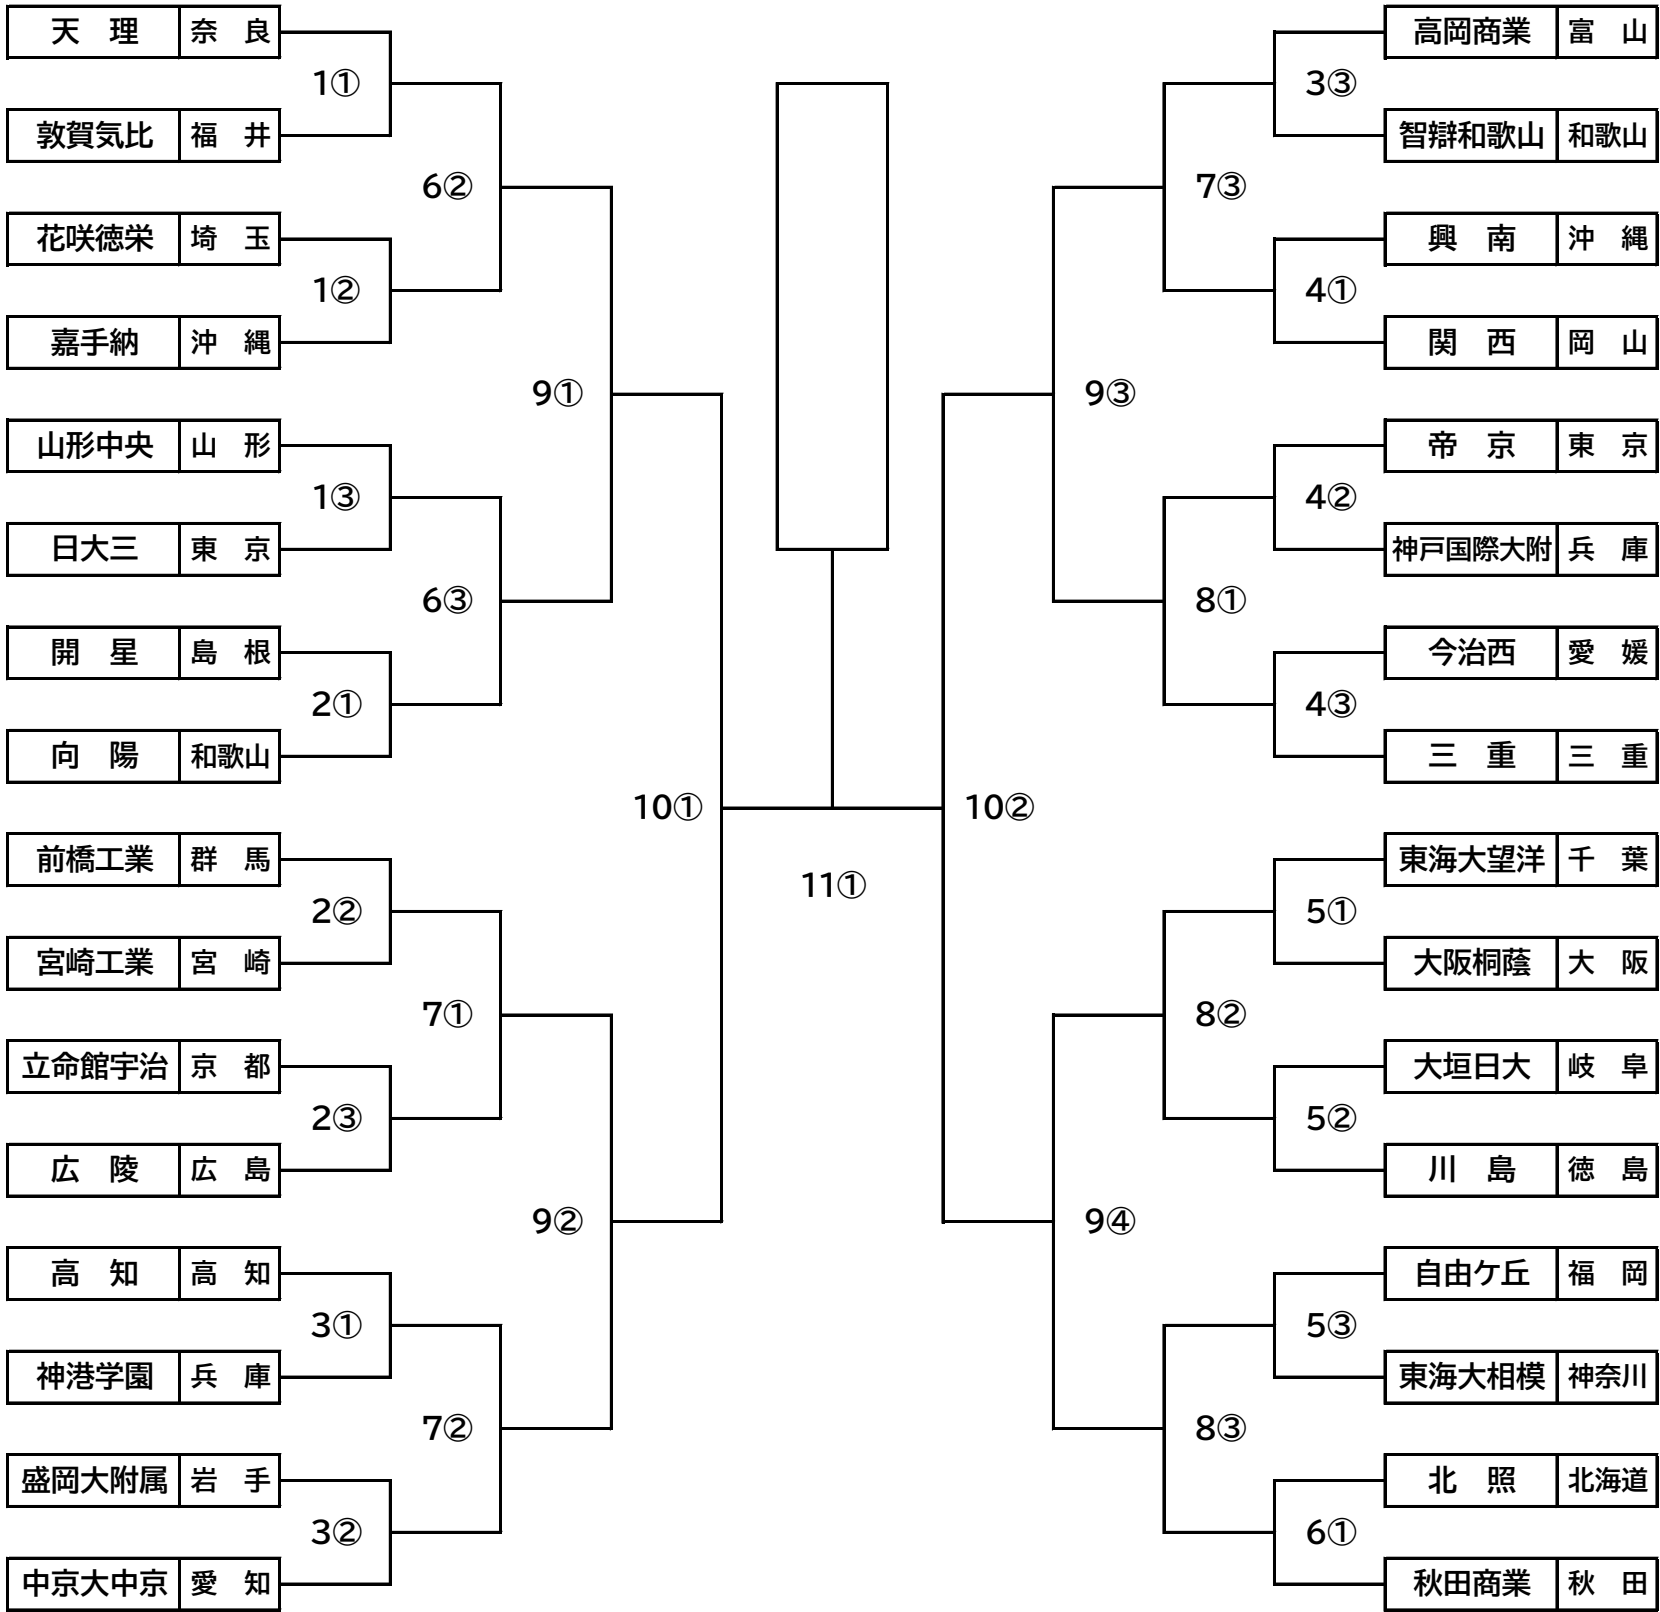 天 理 奈 良
1①
敦賀気比 福 井
6②
花咲徳栄 埼 玉
1②
嘉手納 沖 縄
9①
山形中央 山 形
1③
日大三 東 京
6③
開 星 島 根
2①
向 陽 和歌山
10①
前橋工業 群 馬
2②
宮崎工業 宮 崎
7①
立命館宇治 京 都
2③
広 陵 広 島
9②
高 知 高 知
3①
神港学園 兵 庫
7②
盛岡大附属 岩 手
3②
中京大中京 愛 知
11①
高岡商業 富 山
3③
智辯和歌山 和歌山
7③
興 南 沖 縄
4①
関 西 岡 山
9③
帝 京 東 京
4②
神戸国際大附 兵 庫
8①
今治西 愛 媛
4③
三 重 三 重
10②
東海大望洋 千 葉
5①
大阪桐蔭 大 阪
8②
大垣日大 岐 阜
5②
川 島 徳 島
9④
自由ケ丘 福 岡
5③
東海大相模 神奈川
8③
北 照 北海道
6①
秋田商業 秋 田